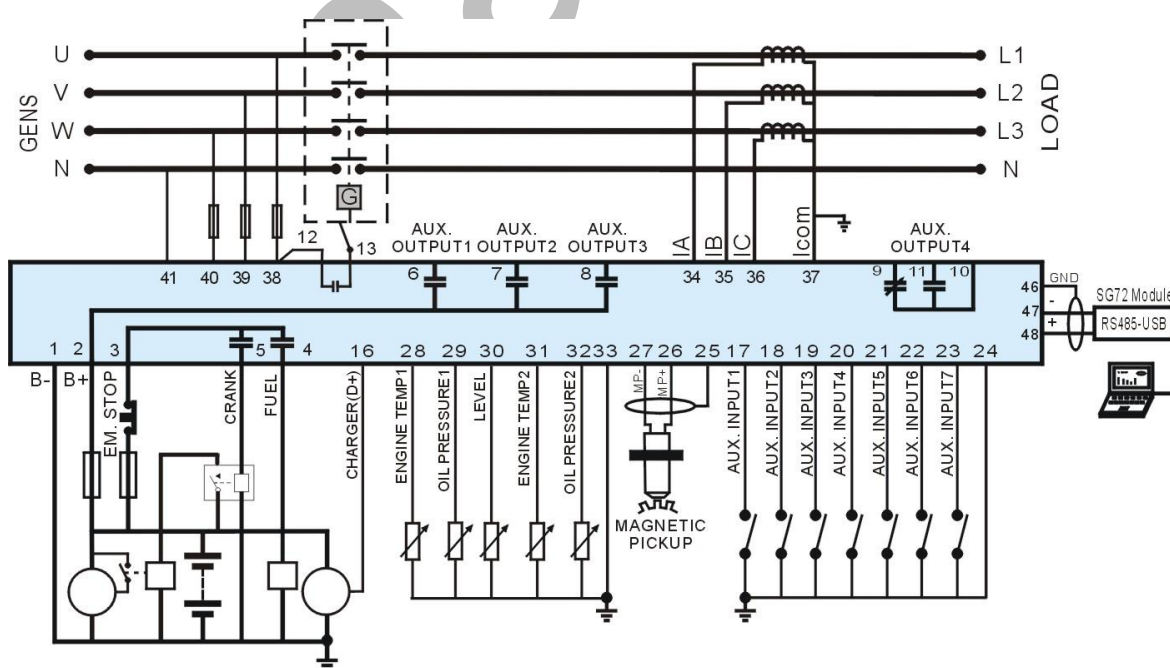 U
V
W
N
GENS
L1
L2
L3
N
LOAD
G
12
13
AUX.
OUTPUT1
AUX.
OUTPUT2
AUX.
OUTPUT3
IA
IB
IC
Icom
AUX.
OUTPUT4
41 40 39 38
6 7 8
34 35 36 37
9 11 10
46 GND
47 -
48 +
SG72 Module
RS485-USB
1 2 3 5 4 16 28 29 30 31 32 33 27 26 25 17 18 19 20 21 22 23 24
B- B+
EM. STOP
CRANK
FUEL
CHARGER(D+)
ENGINE TEMP1
OIL PRESSURE1
LEVEL
ENGINE TEMP2
OIL PRESSURE2
MP-
MP+
MAGNETIC
PICKUP
AUX. INPUT1
AUX. INPUT2
AUX. INPUT3
AUX. INPUT4
AUX. INPUT5
AUX. INPUT6
AUX. INPUT7